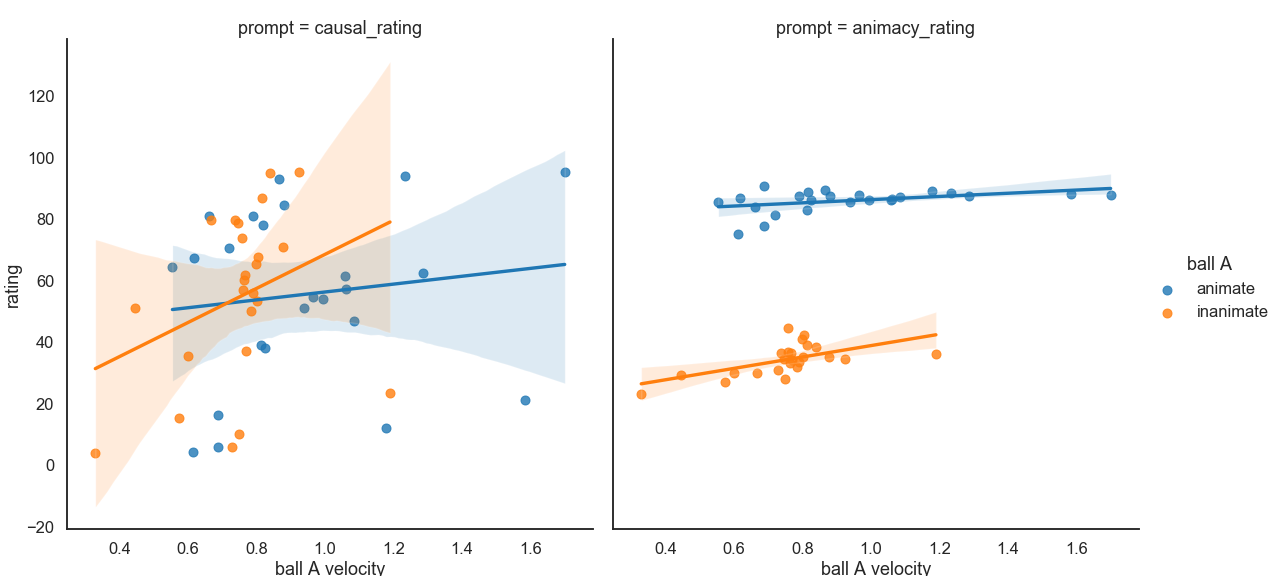 prompt = causal_rating
prompt = animacy_rating
120
100
80
60
40
20
0
−20
rating
0.4 0.6 0.8 1.0 1.2 1.4 1.6
0.4 0.6 0.8 1.0 1.2 1.4 1.6
ball A velocity
ball A velocity
ball A
animate
inanimate